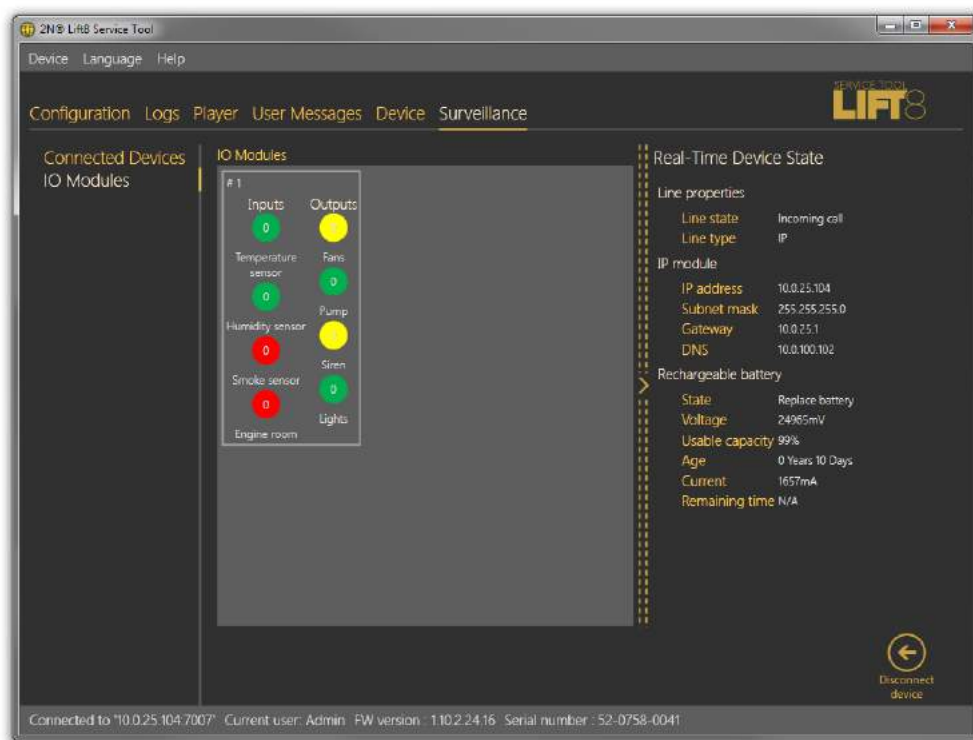 2N® Lift8 Service Tool
Device Language Help
SERVICE TOOL
LIFT8
Configuration Logs Player User Messages Device Surveillance
Connected Devices
IO Modules
IO Modules
# 1
Inputs Outputs
0
Temperature sensor Fans
0 0
Humidity sensor Pump
0
Smoke sensor Siren
0 0
Engine room Lights
Real-Time Device State
Line properties
Line state Incoming call
Line type IP
IP module
IP address 10.0.25.104
Subnet mask 255.255.255.0
Gateway 10.0.25.1
DNS 10.0.100.102
Rechargeable battery
State Replace battery
Voltage 24965mV
Usable capacity 99%
Age 0 Years 10 Days
Current 1657mA
Remaining time N/A
Disconnect
device
Connected to "10.0.25.104:7007" Current user: Admin FW version : 1.10.2.24.16 Serial number : 52-0758-0041